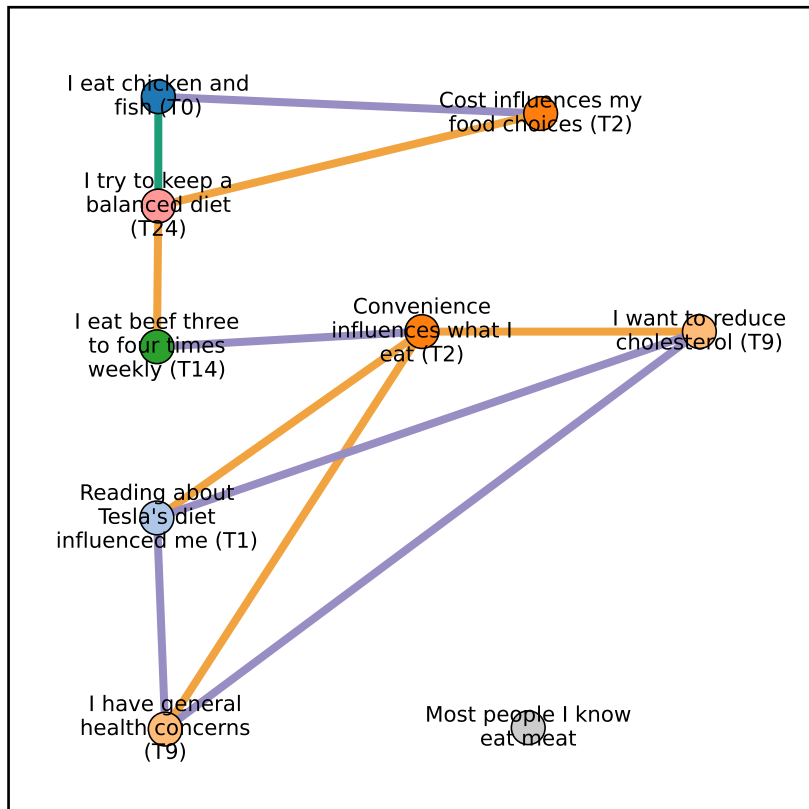 I eat chicken and
fish (T0)
Cost influences my
food choices (T2)
I try to keep a
balanced diet
(T24)
I eat beef three
to four times
weekly (T14)
Convenience
influences what I
eat (T2)
I want to reduce
cholesterol (T9)
Reading about
Tesla's diet
influenced me (T1)
I have general
health concerns
(T9)
Most people I know
eat meat